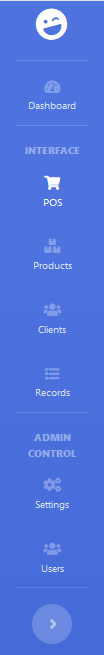 Dashboard
INTERFACE
POS
Products
Clients
Records
ADMIN
CONTROL
Settings
Users